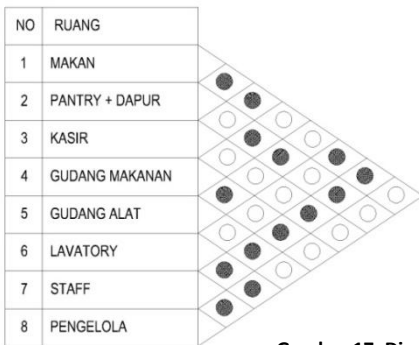 NO RUANG
1 MAKAN
2 PANTRY + DAPUR
3 KASIR
4 GUDANG MAKANAN
5 GUDANG ALAT
6 LAVATORY
7 STAFF
8 PENGELOLA